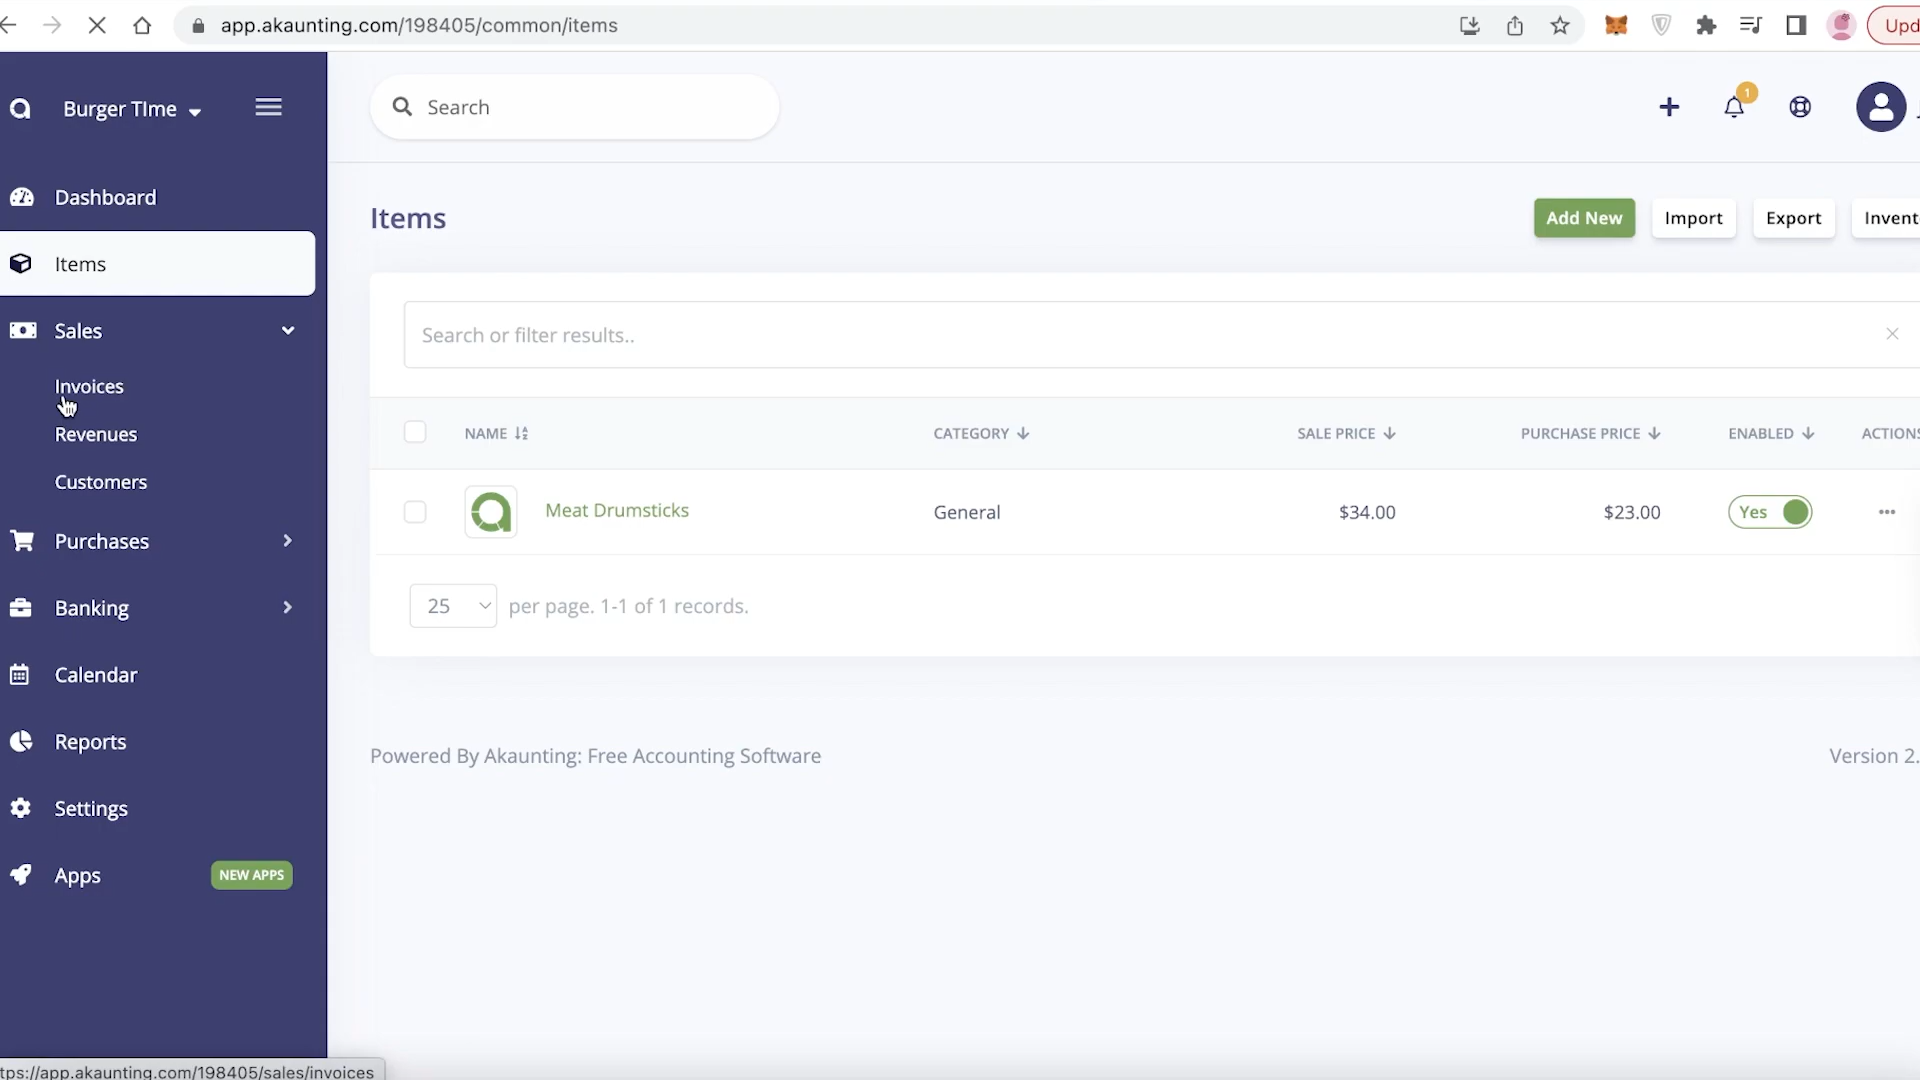 app.akaunting.com/198405/common/items
Upd
Burger TIme
Search
1
Dashboard
Items
Sales
Invoices
Revenues
Customers
Purchases
Banking
Calendar
Reports
Settings
Apps
NEW APPS
Items
Add New
Import
Export
Invent
Search or filter results..
NAME
CATEGORY
SALE PRICE
PURCHASE PRICE
ENABLED
ACTIONS
Meat Drumsticks
General
$34.00
$23.00
Yes
25
per page. 1-1 of 1 records.
Powered By Akaunting: Free Accounting Software
Version 2.
tps://app.akaunting.com/198405/sales/invoices